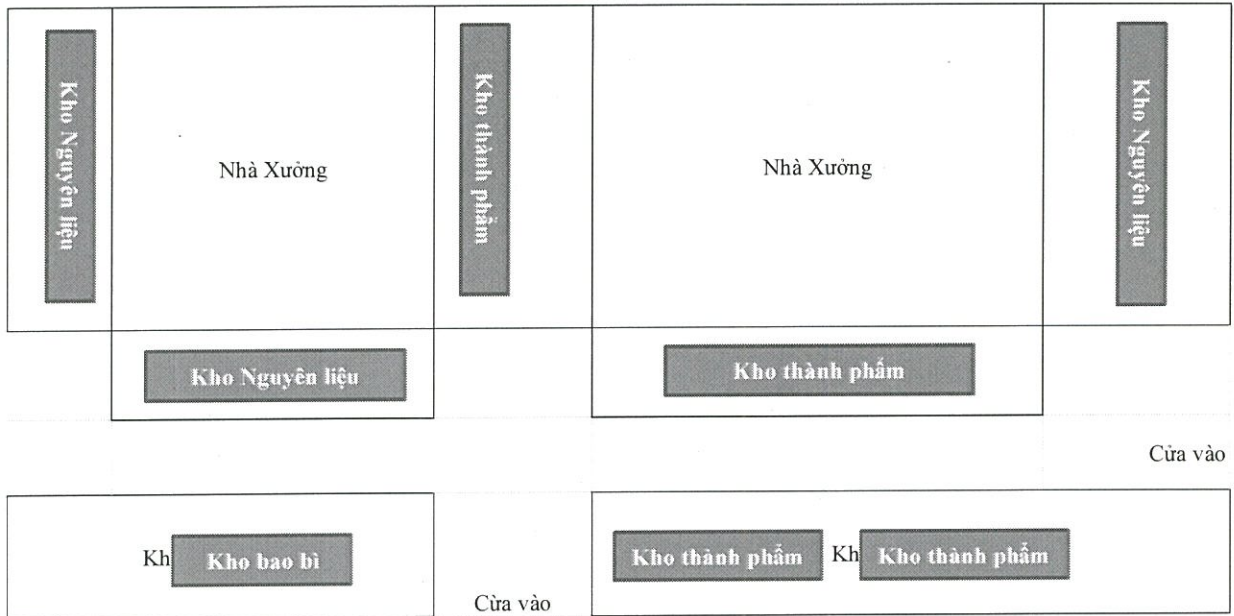 Kho Nguyên liệu
Nhà Xưởng
Kho thành phẩm
Nhà Xưởng
Kho Nguyên liệu
Kho Nguyên liệu
Kho thành phẩm
Cửa vào
Kh
Kho bao bì
Kho thành phẩm
Kh
Kho thành phẩm
Cửa vào